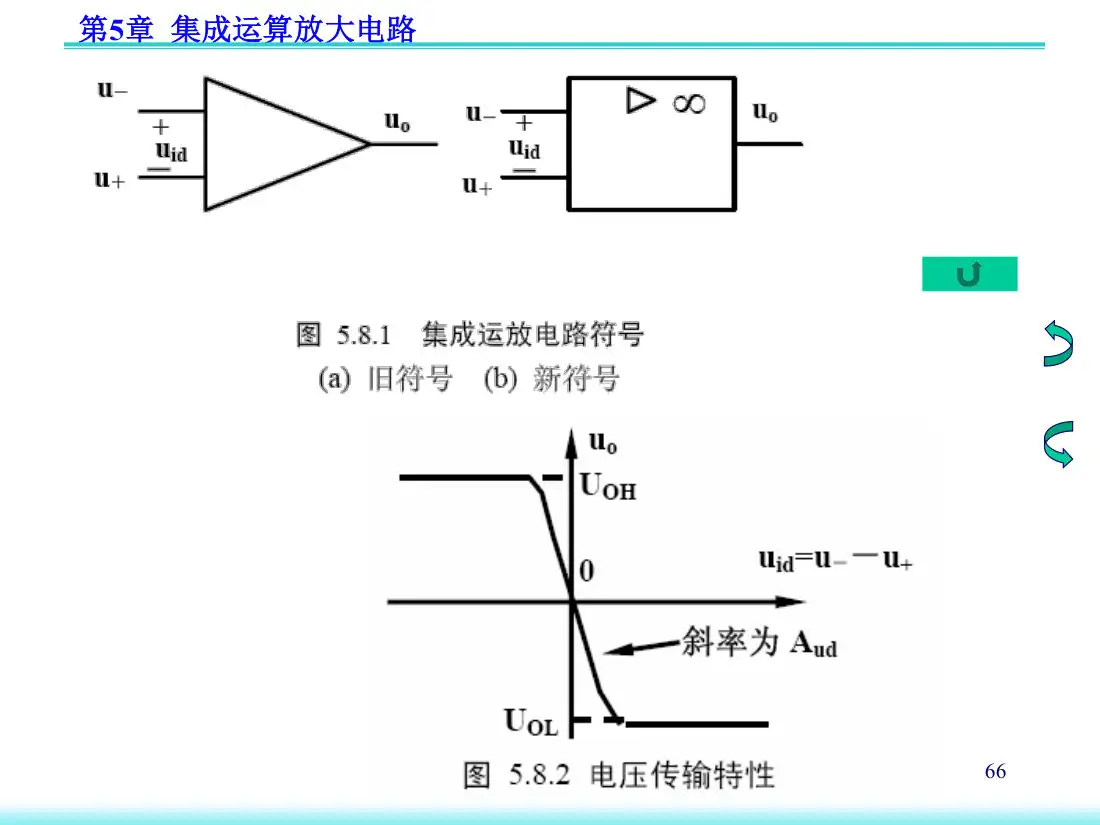 第5章 集成运算放大电路
u−
+
uid
−
u+
uo
u−
+
uid
−
u+
▷ ∞
uo
图 5.8.1 集成运放电路符号
(a) 旧符号 (b) 新符号
uo
UOH
0
uid=u−－u+
斜率为 Aud
UOL
图 5.8.2 电压传输特性
66